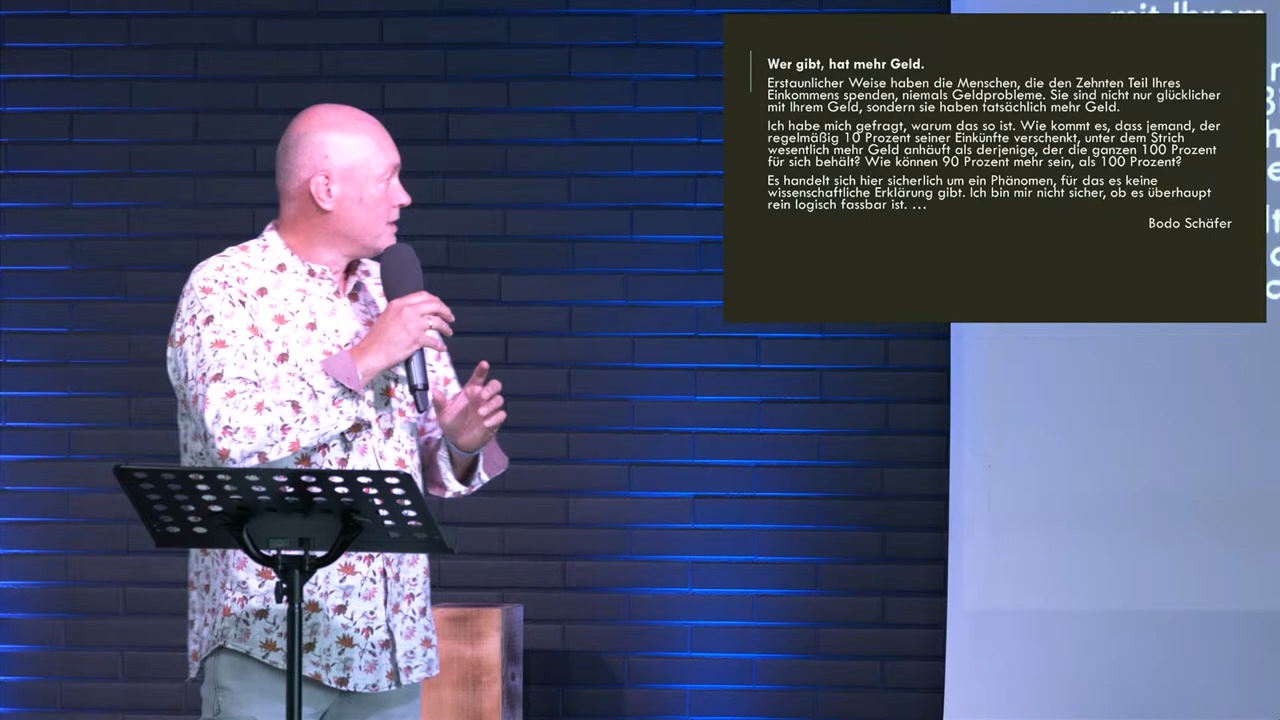 Wer gibt, hat mehr Geld.
Erstaunlicher Weise haben die Menschen, die den Zehnten Teil Ihres
Einkommens spenden, niemals Geldprobleme. Sie sind nicht nur glücklicher
mit Ihrem Geld, sondern sie haben tatsächlich mehr Geld.
Ich habe mich gefragt, warum das so ist. Wie kommt es, dass jemand, der
regelmäßig 10 Prozent seiner Einkünfte verschenkt, unter dem Strich
wesentlich mehr Geld anhäuft als derjenige, der die ganzen 100 Prozent
für sich behält? Wie können 90 Prozent mehr sein, als 100 Prozent?
Es handelt sich hier sicherlich um ein Phänomen, für das es keine
wissenschaftliche Erklärung gibt. Ich bin mir nicht sicher, ob es überhaupt
rein logisch fassbar ist. ...
Bodo Schäfer
mit Ihrem